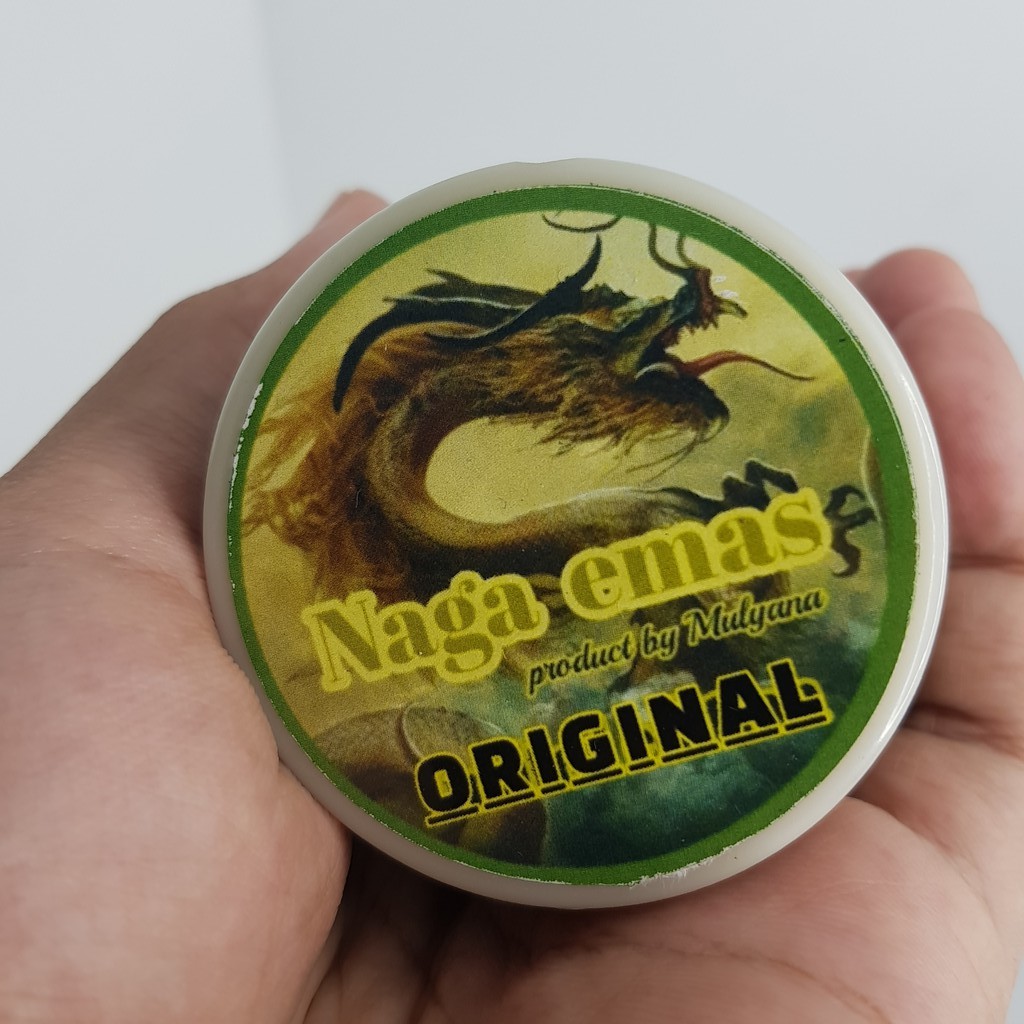 Naga emas
product by Mulyana
ORIGINAL